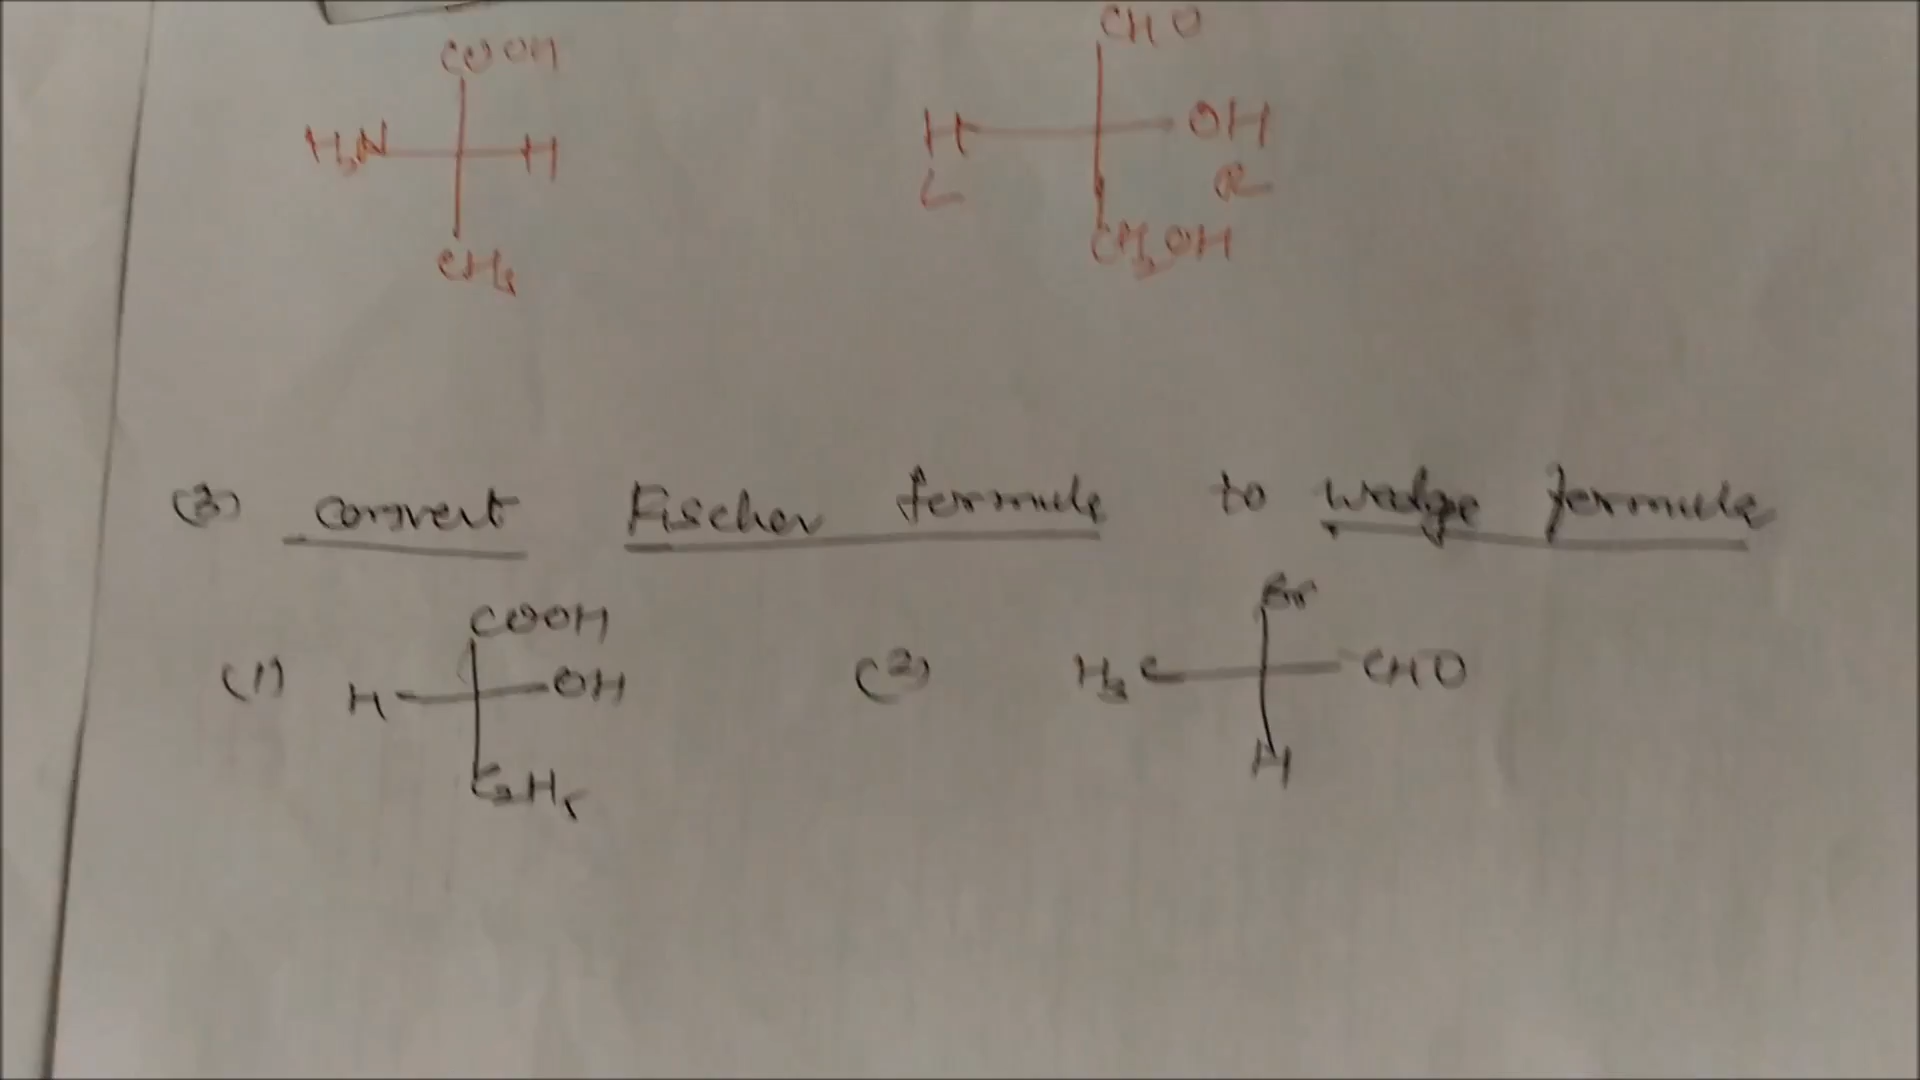 COOH CHO
H₂N H H OH
L R
CH₃ CH₂OH
(3) convert Fischer formula to wedge formula
COOH Br
(1) H OH (2) H₃C CHO
C₂H₅ H